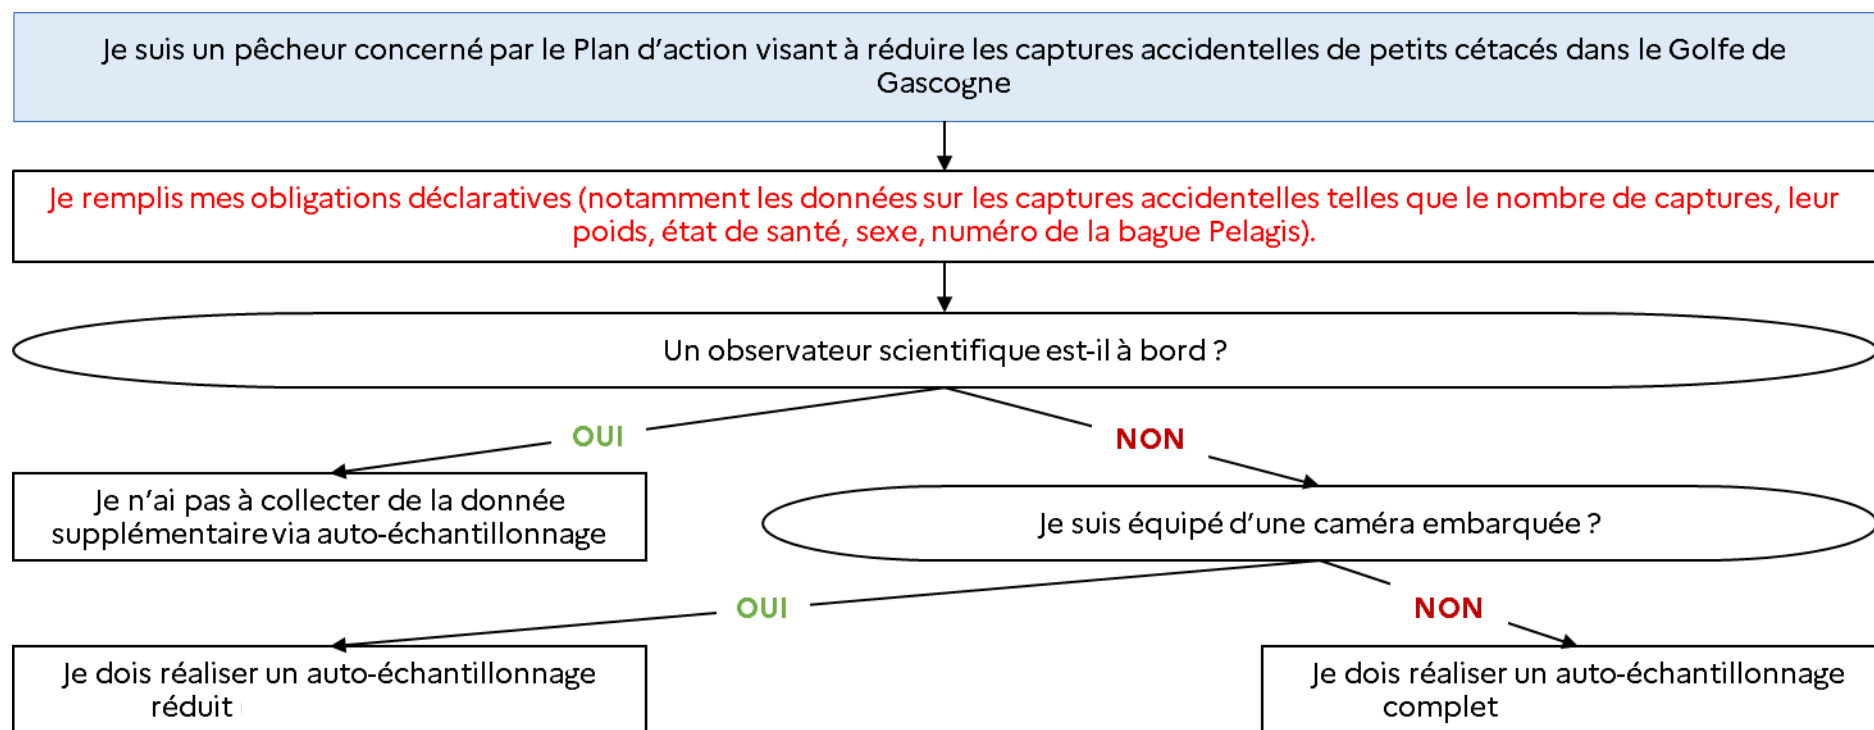 Je suis un pêcheur concerné par le Plan d’action visant à réduire les captures accidentelles de petits cétacés dans le Golfe de
Gascogne
Je remplis mes obligations déclaratives (notamment les données sur les captures accidentelles telles que le nombre de captures, leur
poids, état de santé, sexe, numéro de la bague Pelagis).
Un observateur scientifique est-il à bord ?
OUI
NON
Je n’ai pas à collecter de la donnée
supplémentaire via auto-échantillonnage
Je suis équipé d’une caméra embarquée ?
OUI
NON
Je dois réaliser un auto-échantillonnage
réduit
Je dois réaliser un auto-échantillonnage
complet